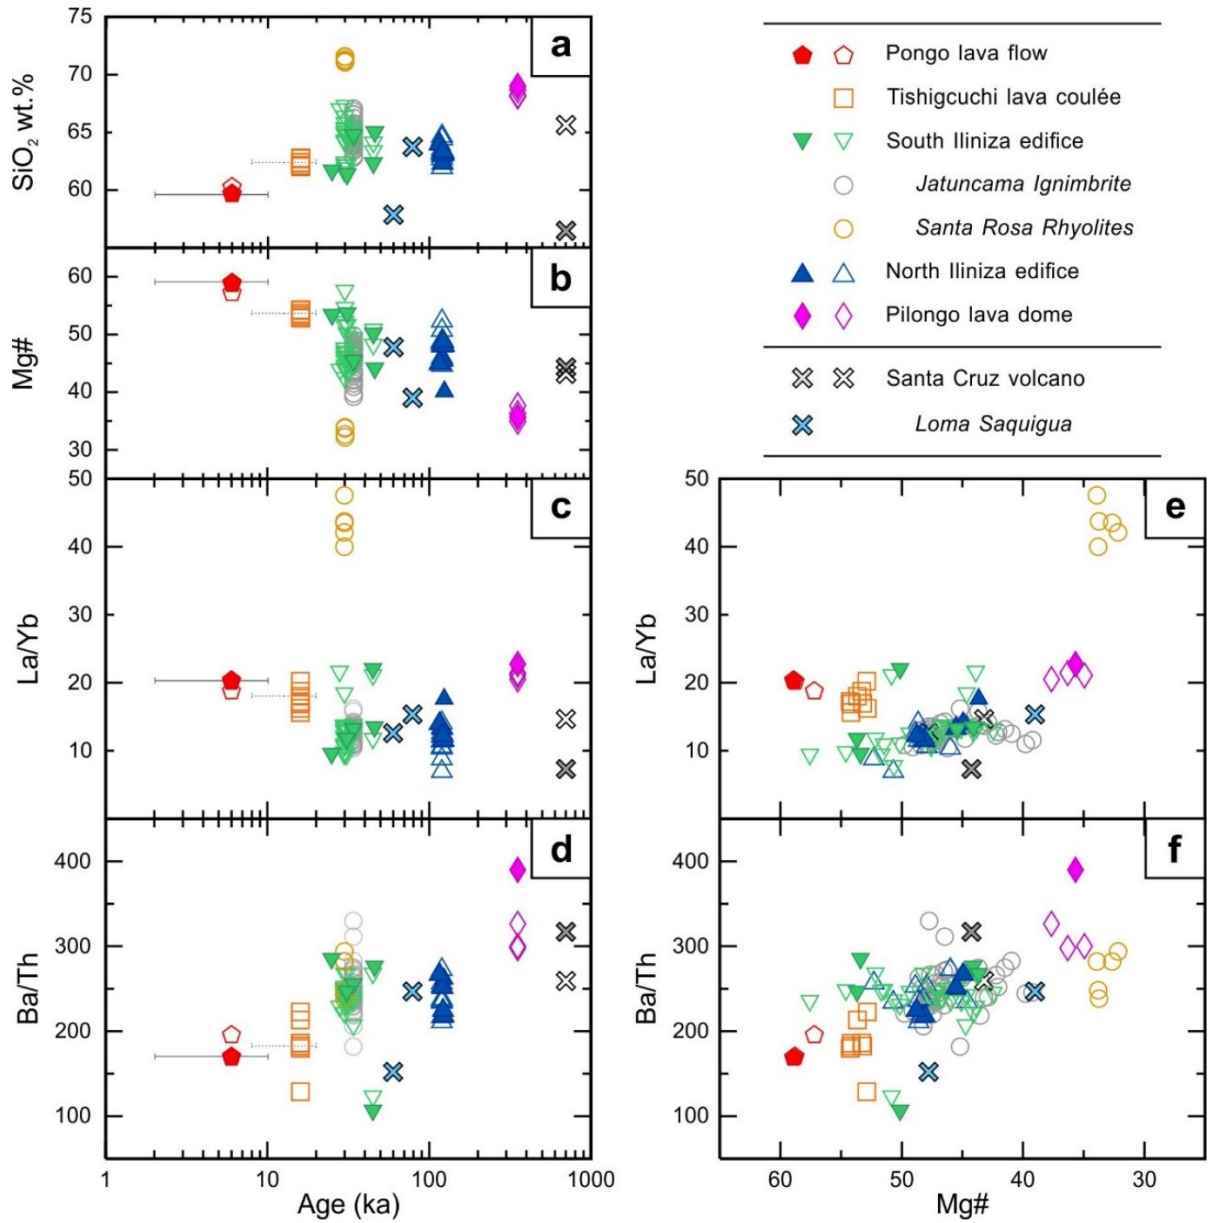 75
70
65
60
SiO₂ wt.%
a
60
50
40
30
Mg#
b
50
40
30
20
10
La/Yb
c
400
300
200
100
Ba/Th
d
1
10
100
1000
Age (ka)
Pongo lava flow
Tishigcuchi lava coulée
South Iliniza edifice
Jatuncama Ignimbrite
Santa Rosa Rhyolites
North Iliniza edifice
Pilongo lava dome
Santa Cruz volcano
Loma Saquigua
50
40
30
20
10
La/Yb
e
400
300
200
100
Ba/Th
f
60
50
40
30
Mg#